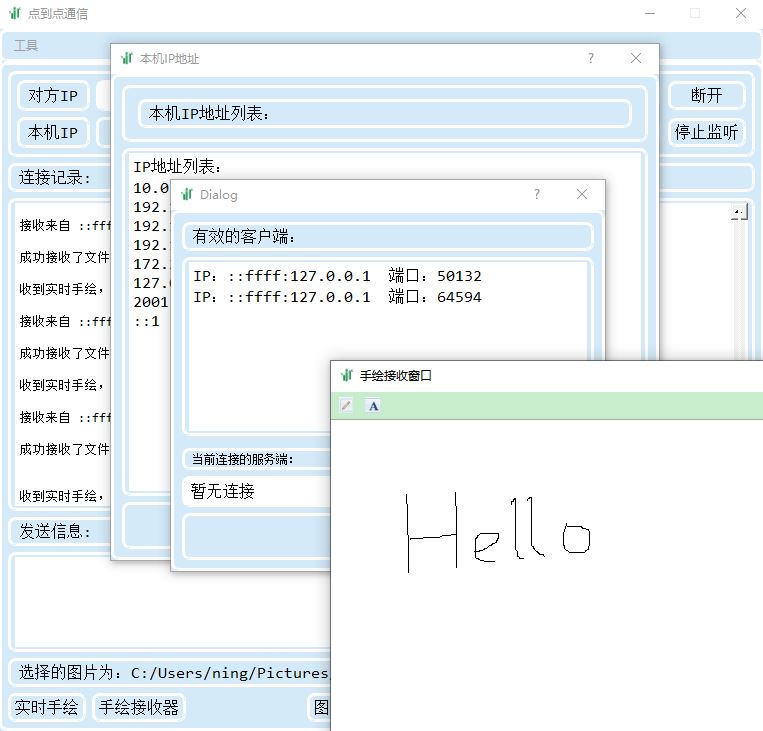 点到点通信
工具
对方IP
断开
本机IP
停止监听
连接记录:
接收来自 ::fff
成功接收了文件
收到实时手绘,
接收来自 ::fff
成功接收了文件
收到实时手绘,
接收来自 ::fff
成功接收了文件
收到实时手绘,
发送信息:
选择的图片为: C:/Users/ning/Pictures
实时手绘
手绘接收器
图
本机IP地址
?
本机IP地址列表:
IP地址列表:
10.0
192.
192.
192.
172.
127.
2001
::1
Dialog
?
有效的客户端:
IP: ::ffff:127.0.0.1 端口: 50132
IP: ::ffff:127.0.0.1 端口: 64594
当前连接的服务端:
暂无连接
手绘接收窗口
A
Hello